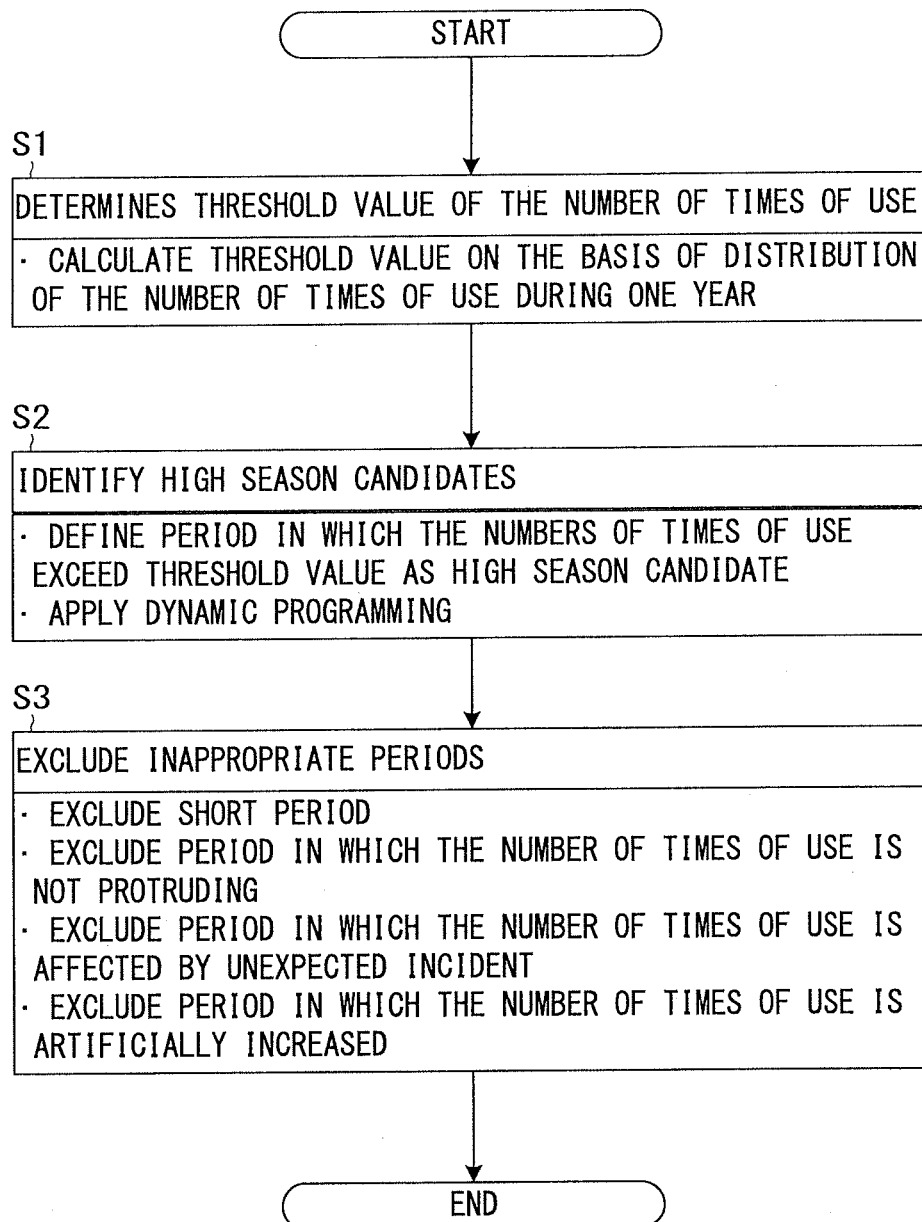 START
S1
DETERMINES THRESHOLD VALUE OF THE NUMBER OF TIMES OF USE
· CALCULATE THRESHOLD VALUE ON THE BASIS OF DISTRIBUTION
OF THE NUMBER OF TIMES OF USE DURING ONE YEAR
S2
IDENTIFY HIGH SEASON CANDIDATES
· DEFINE PERIOD IN WHICH THE NUMBERS OF TIMES OF USE
EXCEED THRESHOLD VALUE AS HIGH SEASON CANDIDATE
· APPLY DYNAMIC PROGRAMMING
S3
EXCLUDE INAPPROPRIATE PERIODS
· EXCLUDE SHORT PERIOD
· EXCLUDE PERIOD IN WHICH THE NUMBER OF TIMES OF USE IS
NOT PROTRUDING
· EXCLUDE PERIOD IN WHICH THE NUMBER OF TIMES OF USE IS
AFFECTED BY UNEXPECTED INCIDENT
· EXCLUDE PERIOD IN WHICH THE NUMBER OF TIMES OF USE IS
ARTIFICIALLY INCREASED
END